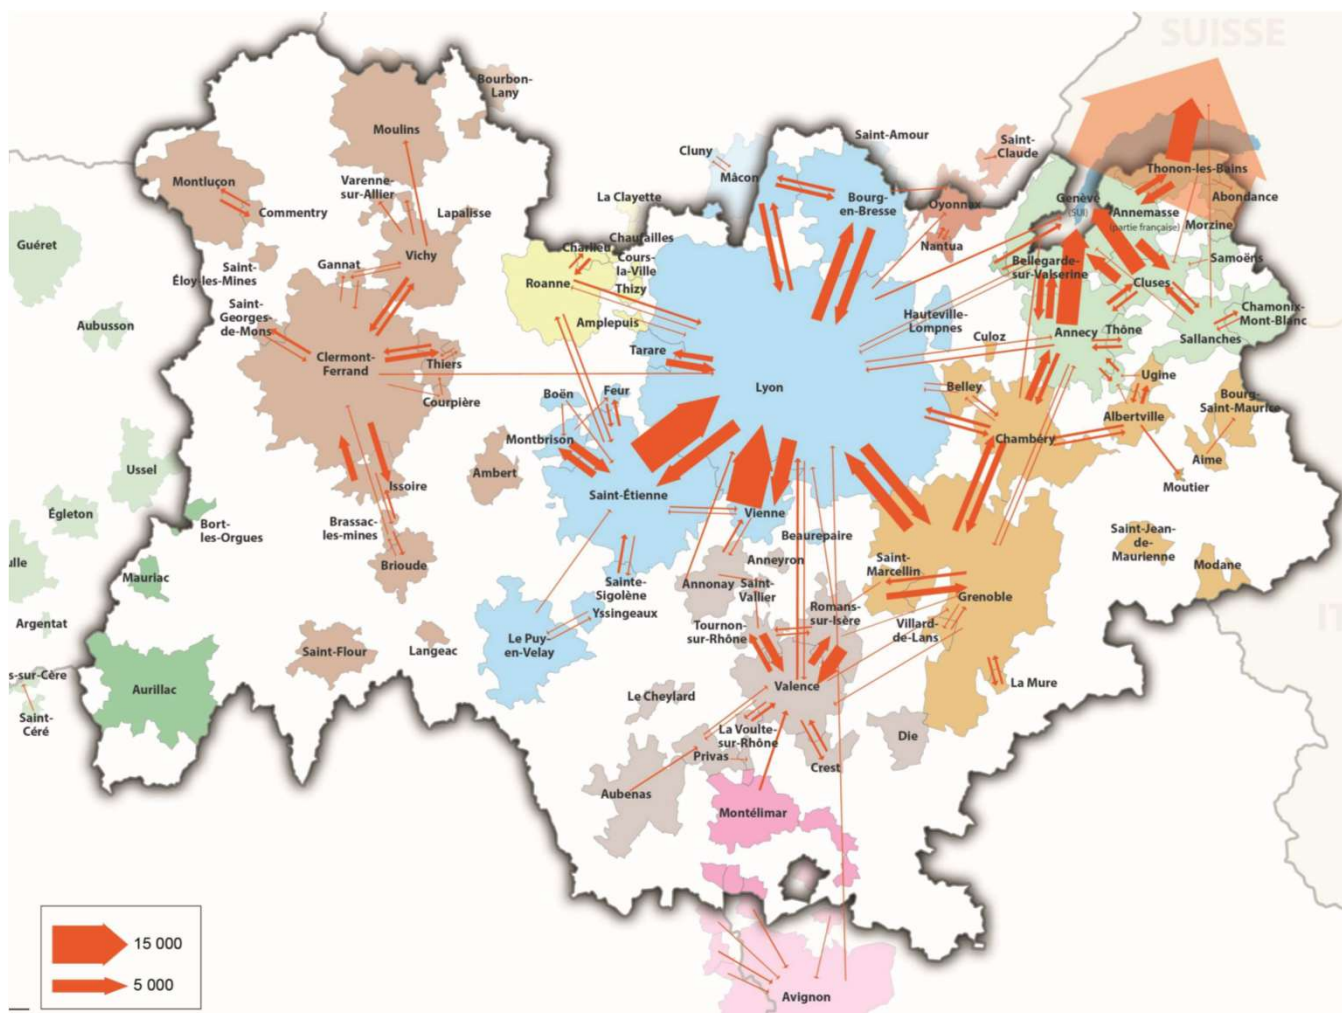 SUISSE
Bourbon-
Lany
Moulins
Saint-Amour
Saint-
Claude
Cluny
Mâcon
Thonon-les-Bains
Montluçon
Varenne-
sur-Allier
La Clayette
Bourg-
en-Bresse
Oyonnax
Genève
(SUI)
Abondance
Commentry
Lapalisse
Annemasse
(partie française)
Morzine
Guéret
Chauffailles
Charlieu
Nantua
Saint-
Éloy-les-Mines
Gannat
Vichy
Cours-
la-Ville
Bellegarde-
sur-Valserine
Samoëns
Roanne
Thizy
Cluses
Saint-
Georges-
de-Mons
Amplepuis
Hauteville-
Lompnes
Chamonix-
Mont-Blanc
Aubusson
Culoz
Annecy
Thône
Sallanches
Clermont-
Ferrand
Thiers
Tarare
Lyon
Ugine
Courpière
Boën
Feur
Belley
Albertville
Bourg-
Saint-Maurice
Montbrison
Chambéry
Aime
Ussel
Ambert
Issoire
Saint-Étienne
Moutier
Égleton
Bort-
les-Orgues
Brassac-
les-mines
Vienne
Beaurepaire
Saint-Jean-
de-
Maurienne
ulle
Mauriac
Brioude
Anneyron
Saint-
Marcellin
Modane
Sainte-
Sigolène
Annonay
Saint-
Vallier
Grenoble
Argentat
Yssingeaux
Romans-
sur-Isère
Le Puy-
en-Velay
Tournon-
sur-Rhône
Villard-
de-Lans
IT
Saint-Flour
Langeac
s-sur-Cère
Aurillac
Valence
La Mure
Le Cheylard
Saint-
Céré
La Voulte-
sur-Rhône
Die
Privas
Crest
Aubenas
Montélimar
15 000
5 000
Avignon